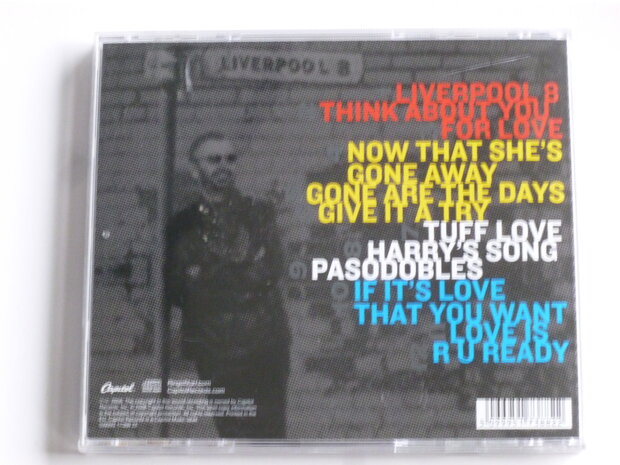 LIVERPOOL 8
LIVERPOOL 8
THINK ABOUT YOU
FOR LOVE
NOW THAT SHE'S
GONE AWAY
GONE ARE THE DAYS
GIVE IT A TRY
TUFF LOVE
HARRY'S SONG
PASODOBLES
IF IT'S LOVE
THAT YOU WANT
LOVE IS
R U READY
Capitol